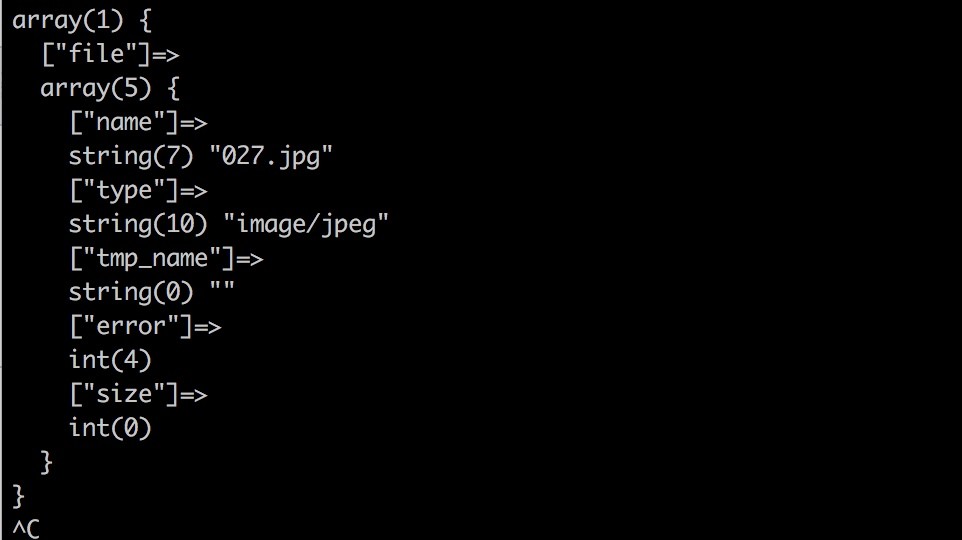 array(1) {
  ["file"]=>
  array(5) {
    ["name"]=>
    string(7) "027.jpg"
    ["type"]=>
    string(10) "image/jpeg"
    ["tmp_name"]=>
    string(0) ""
    ["error"]=>
    int(4)
    ["size"]=>
    int(0)
  }
}
^C